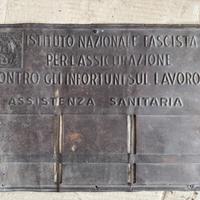 ISTITUTO NAZIONALE FASCISTA
PER L'ASSICURAZIONE
CONTRO GLI INFORTUNI SUL LAVORO
ASSISTENZA SANITARIA